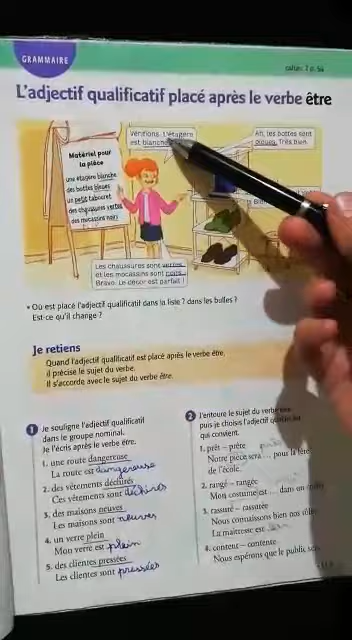 GRAMMAIRE
cahier 2 p. 54
L'adjectif qualificatif placé après le verbe être
Vérifions. L'étagère
est blanche
Ah, les bottes sont
bleues. Très bien.
Matériel pour
la pièce
une étagère blanche
des bottes bleues
un petit tabouret
des chaussures vertes
des mocassins noirs
Les chaussures sont vertes
et les mocassins sont noirs.
Bravo. Le décor est parfait !
• Où est placé l'adjectif qualificatif dans la liste ? dans les bulles ?
Est-ce qu'il change ?
Je retiens
Quand l'adjectif qualificatif est placé après le verbe être,
il précise le sujet du verbe.
Il s'accorde avec le sujet du verbe être.
1 Je souligne l'adjectif qualificatif
dans le groupe nominal.
Je l'écris après le verbe être.
1. une route dangereuse
La route est dangereuse
2. des vêtements déchirés
Ces vêtements sont déchirés
3. des maisons neuves
Les maisons sont neuves
4. un verre plein
Mon verre est plein
5. des clientes pressées
Les clientes sont pressées
2 J'entoure le sujet du verbe être
puis je choisis l'adjectif
qui convient.
1. prêt – prête
Notre pièce sera ... pour la fête
de l'école.
2. rangé – rangée
Mon costume est ... dans un
3. rassuré – rassurée
Nous connaissons bien nos rôles
La maîtresse est
4. content – contente
Nous espérons que le public sera